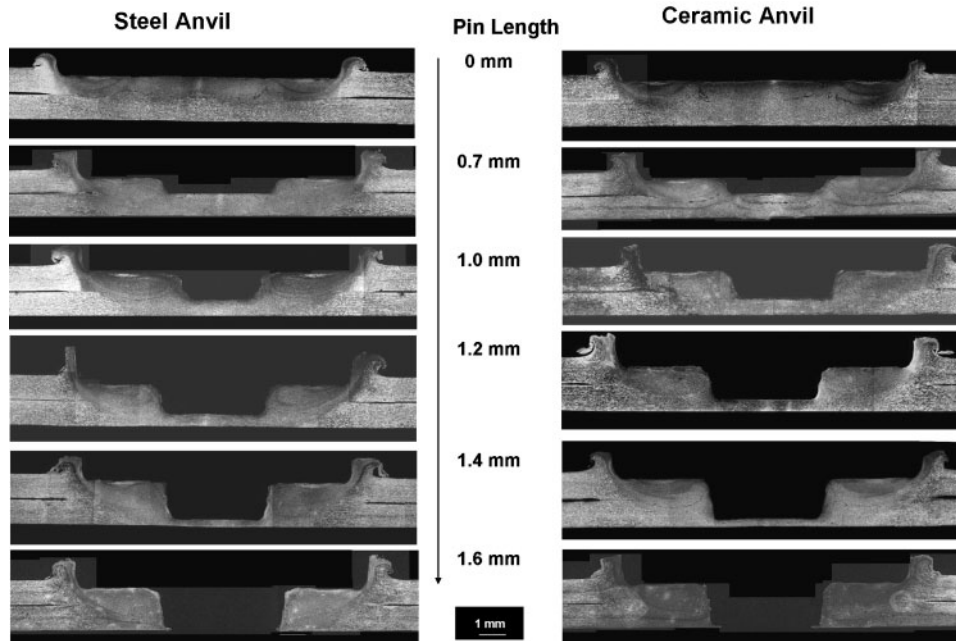 Steel Anvil
Pin Length
Ceramic Anvil
0 mm
0.7 mm
1.0 mm
1.2 mm
1.4 mm
1.6 mm
1 mm